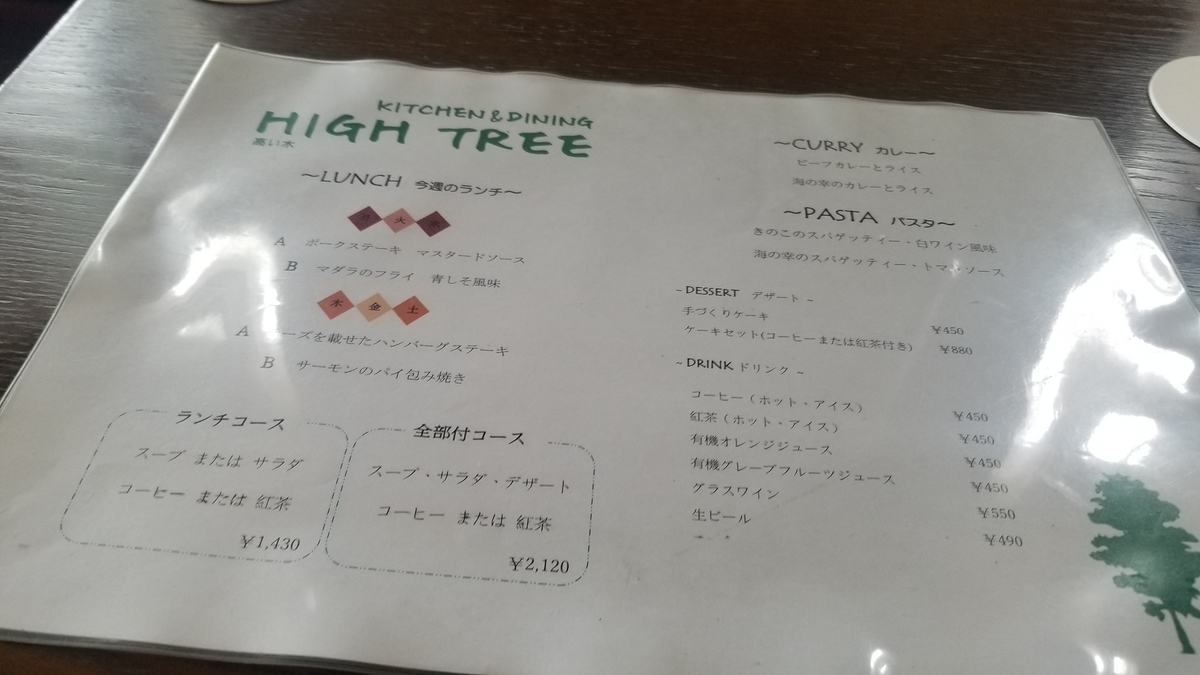 KITCHEN & DINING
HIGH TREE
高い木
～LUNCH 今週のランチ～
月 火 水
A ポークステーキ マスタードソース
B マダラのフライ 青しそ風味
木 金 土
A ーズを載せたハンバーグステーキ
B サーモンのパイ包み焼き
ランチコース
スープ または サラダ
コーヒー または 紅茶
￥1,430
全部付コース
スープ・サラダ・デザート
コーヒー または 紅茶
￥2,120
～CURRY カレー～
ビーフカレーとライス
海の幸のカレーとライス
～PASTA パスタ～
きのこのスパゲッティー・白ワイン風味
海の幸のスパゲッティー・トマトソース
~ DESSERT デザート ~
手づくりケーキ ￥450
ケーキセット(コーヒーまたは紅茶付き) ￥880
~ DRINK ドリンク ~
コーヒー（ホット・アイス） ￥450
紅茶（ホット・アイス） ￥450
有機オレンジジュース ￥450
有機グレープフルーツジュース ￥450
グラスワイン ￥550
生ビール ￥490